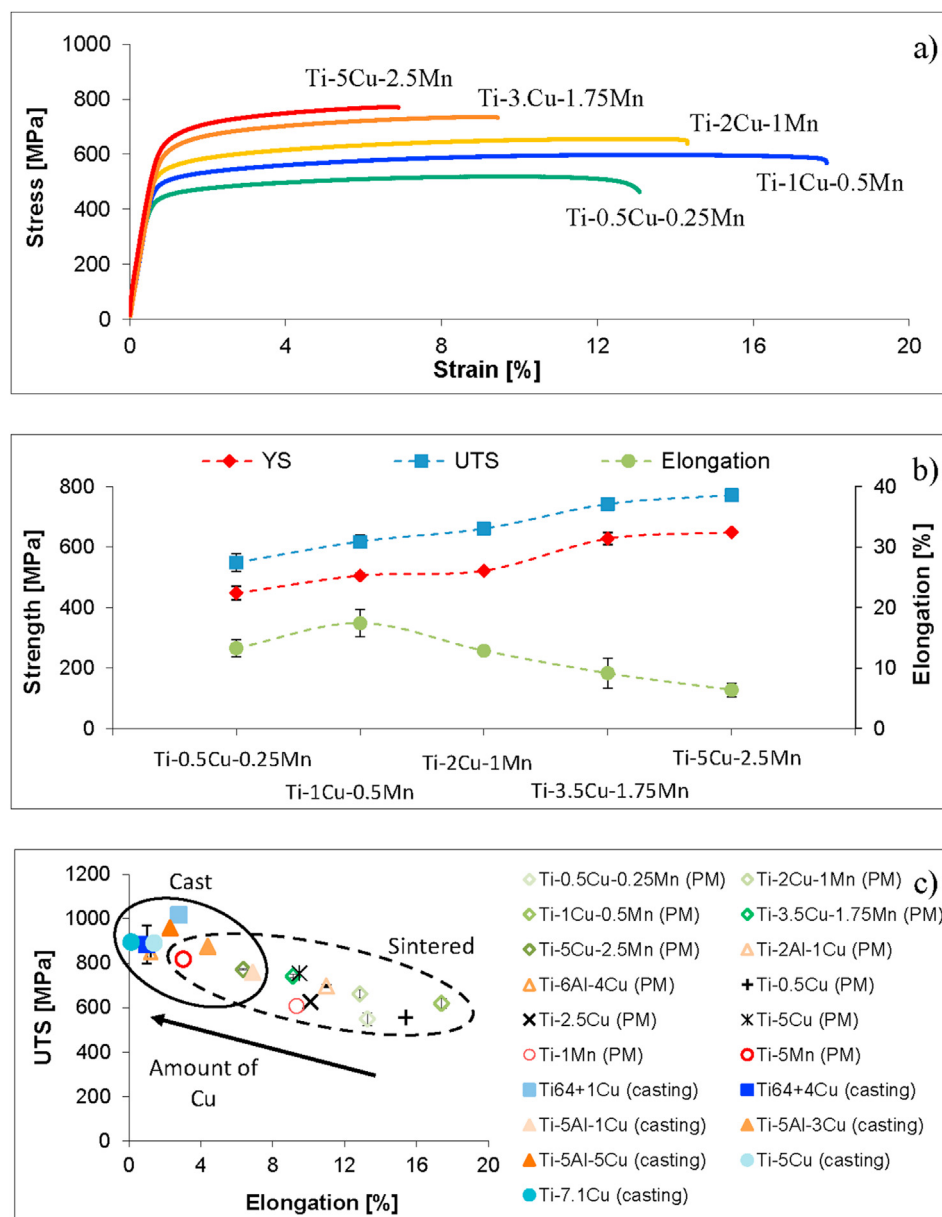 a)
1000
800
600
400
200
0
Stress [MPa]
Ti-5Cu-2.5Mn
Ti-3.Cu-1.75Mn
Ti-2Cu-1Mn
Ti-1Cu-0.5Mn
Ti-0.5Cu-0.25Mn
0 4 8 12 16 20
Strain [%]
b)
YS UTS Elongation
800
600
400
200
0
Strength [MPa]
40
30
20
10
0
Elongation [%]
Ti-0.5Cu-0.25Mn Ti-2Cu-1Mn Ti-5Cu-2.5Mn
Ti-1Cu-0.5Mn Ti-3.5Cu-1.75Mn
c)
1200
1000
800
600
400
200
0
UTS [MPa]
Cast
Sintered
Amount of
Cu
0 4 8 12 16 20
Elongation [%]
Ti-0.5Cu-0.25Mn (PM) Ti-2Cu-1Mn (PM)
Ti-1Cu-0.5Mn (PM) Ti-3.5Cu-1.75Mn (PM)
Ti-5Cu-2.5Mn (PM) Ti-2Al-1Cu (PM)
Ti-6Al-4Cu (PM) Ti-0.5Cu (PM)
Ti-2.5Cu (PM) Ti-5Cu (PM)
Ti-1Mn (PM) Ti-5Mn (PM)
Ti64+1Cu (casting) Ti64+4Cu (casting)
Ti-5Al-1Cu (casting) Ti-5Al-3Cu (casting)
Ti-5Al-5Cu (casting) Ti-5Cu (casting)
Ti-7.1Cu (casting)